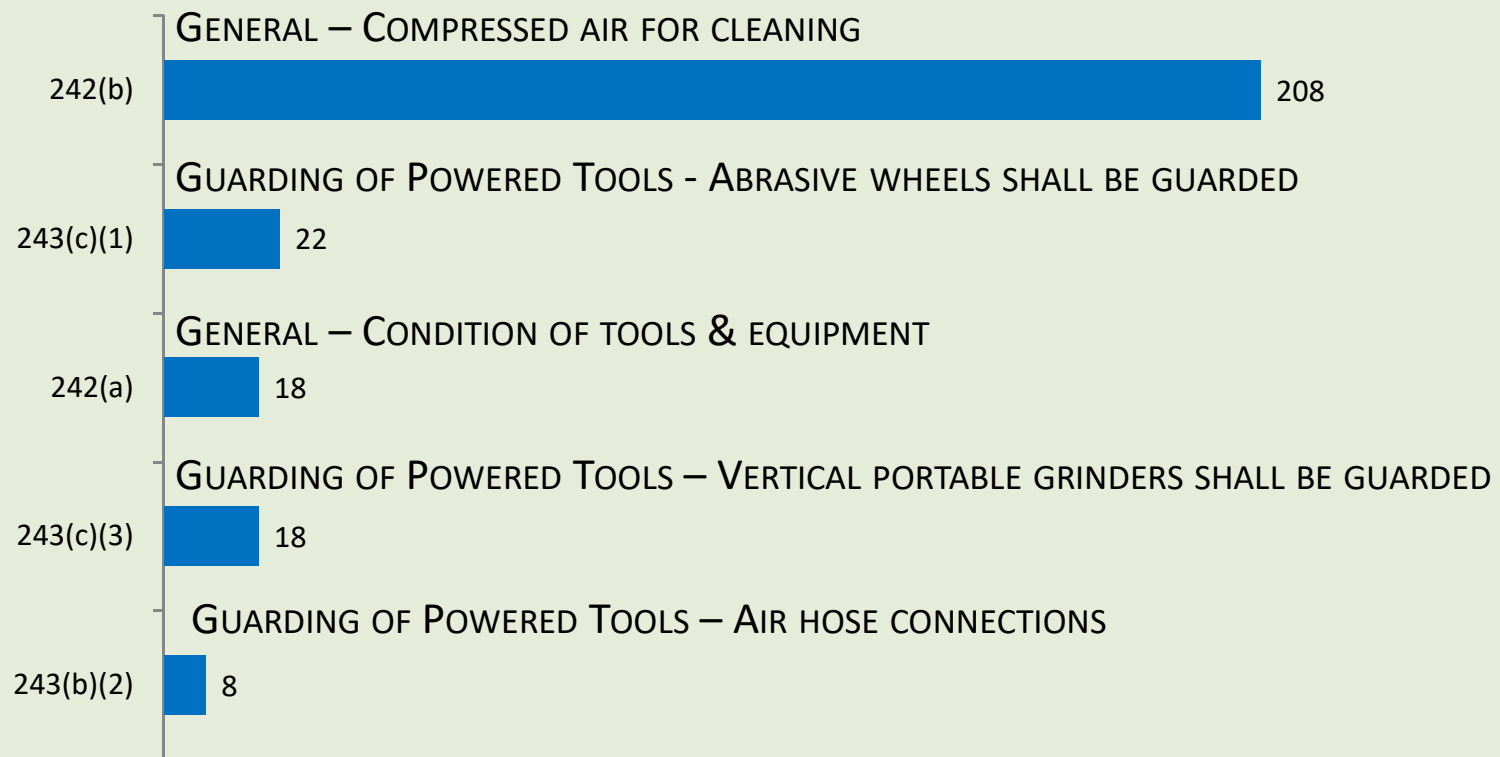 General – Compressed air for cleaning
242(b)
208
Guarding of Powered Tools - Abrasive wheels shall be guarded
243(c)(1)
22
General – Condition of tools & equipment
242(a)
18
Guarding of Powered Tools – Vertical portable grinders shall be guarded
243(c)(3)
18
Guarding of Powered Tools – Air hose connections
243(b)(2)
8